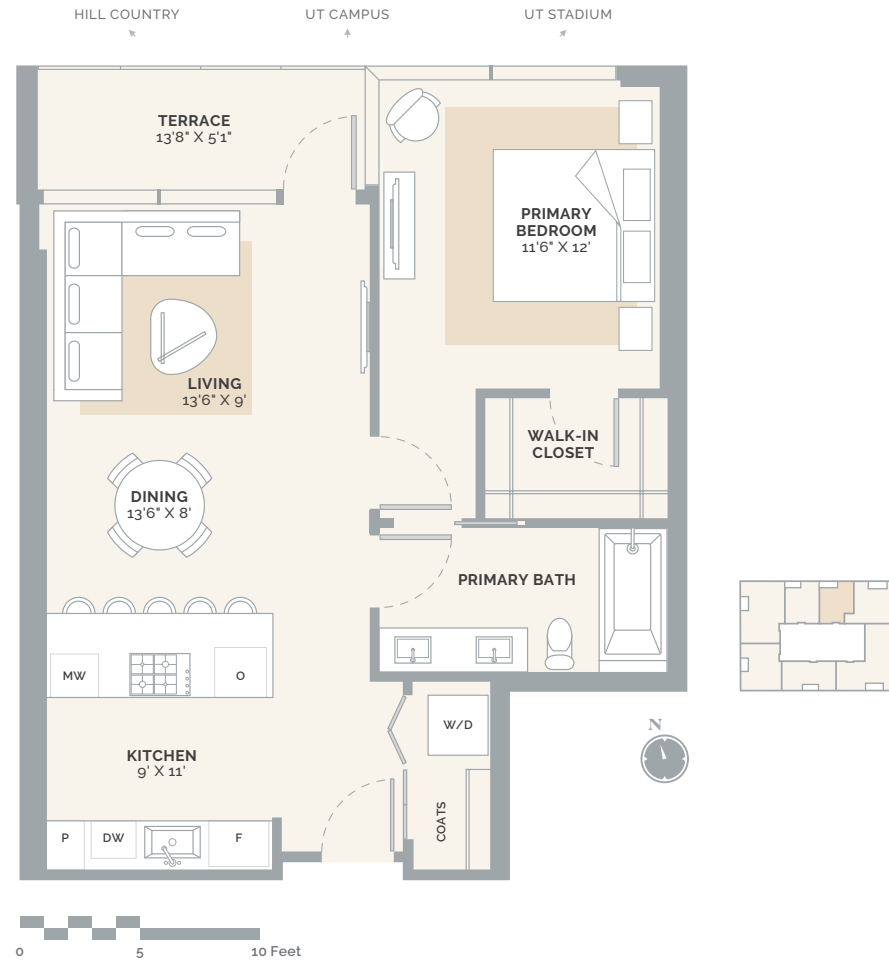 HILL COUNTRY
UT CAMPUS
UT STADIUM
TERRACE
13'8" X 5'1"
PRIMARY
BEDROOM
11'6" X 12'
LIVING
13'6" X 9'
WALK-IN
CLOSET
DINING
13'6" X 8'
PRIMARY BATH
MW
O
W/D
N
KITCHEN
9' X 11'
COATS
P
DW
F
0
5
10 Feet